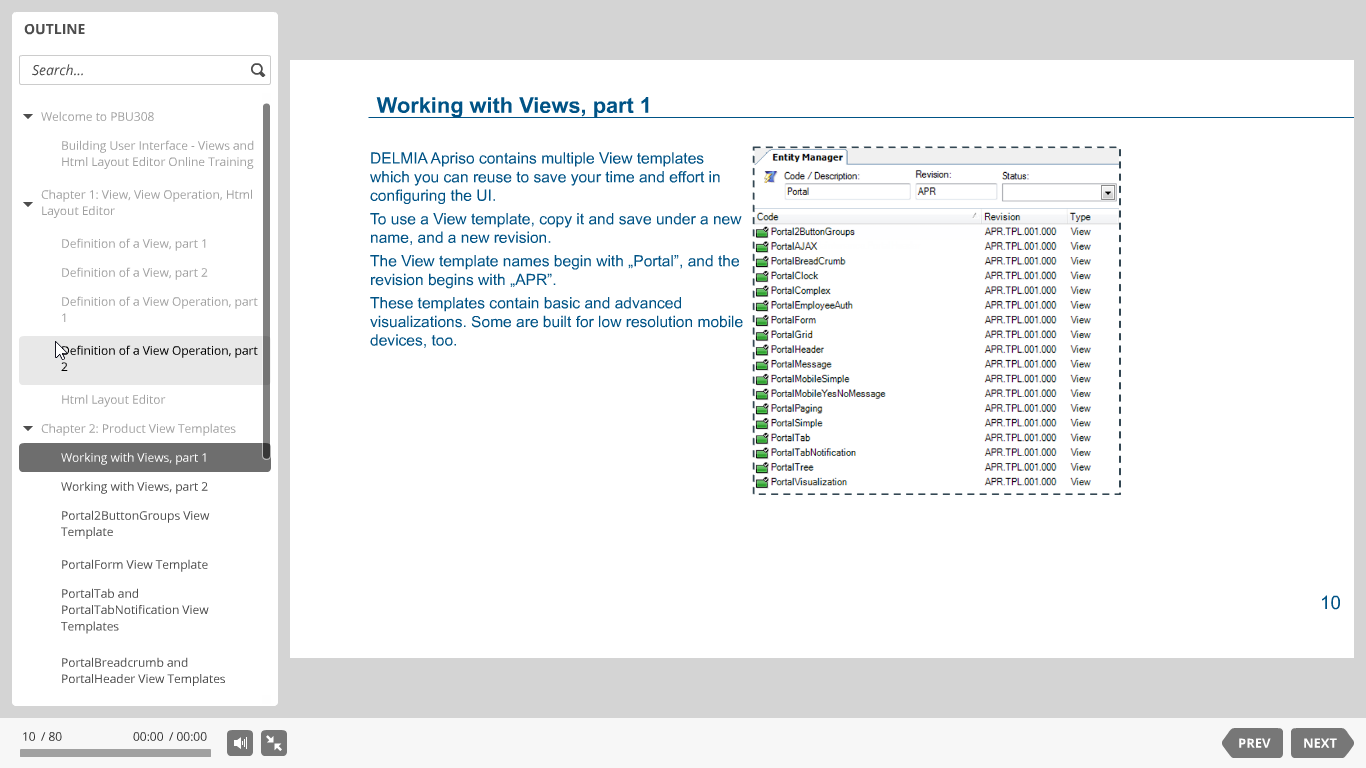 OUTLINE
Search...
Welcome to PBU308
Building User Interface - Views and
Html Layout Editor Online Training
Chapter 1: View, View Operation, Html
Layout Editor
Definition of a View, part 1
Definition of a View, part 2
Definition of a View Operation, part
1
Definition of a View Operation, part
2
Html Layout Editor
Chapter 2: Product View Templates
Working with Views, part 1
Working with Views, part 2
Portal2ButtonGroups View
Template
PortalForm View Template
PortalTab and
PortalTabNotification View
Templates
PortalBreadcrumb and
PortalHeader View Templates
Working with Views, part 1
DELMIA Apriso contains multiple View templates
which you can reuse to save your time and effort in
configuring the UI.
To use a View template, copy it and save under a new
name, and a new revision.
The View template names begin with „Portal”, and the
revision begins with „APR”.
These templates contain basic and advanced
visualizations. Some are built for low resolution mobile
devices, too.
Entity Manager
Code / Description: Revision: Status:
Portal APR
Code Revision Type
Portal2ButtonGroups APR.TPL.001.000 View
PortalAJAX APR.TPL.001.000 View
PortalBreadCrumb APR.TPL.001.000 View
PortalClock APR.TPL.001.000 View
PortalComplex APR.TPL.001.000 View
PortalEmployeeAuth APR.TPL.001.000 View
PortalForm APR.TPL.001.000 View
PortalGrid APR.TPL.001.000 View
PortalHeader APR.TPL.001.000 View
PortalMessage APR.TPL.001.000 View
PortalMobileSimple APR.TPL.001.000 View
PortalMobileYesNoMessage APR.TPL.001.000 View
PortalPaging APR.TPL.001.000 View
PortalSimple APR.TPL.001.000 View
PortalTab APR.TPL.001.000 View
PortalTabNotification APR.TPL.001.000 View
PortalTree APR.TPL.001.000 View
PortalVisualization APR.TPL.001.000 View
10
10 / 80 00:00 / 00:00
PREV NEXT